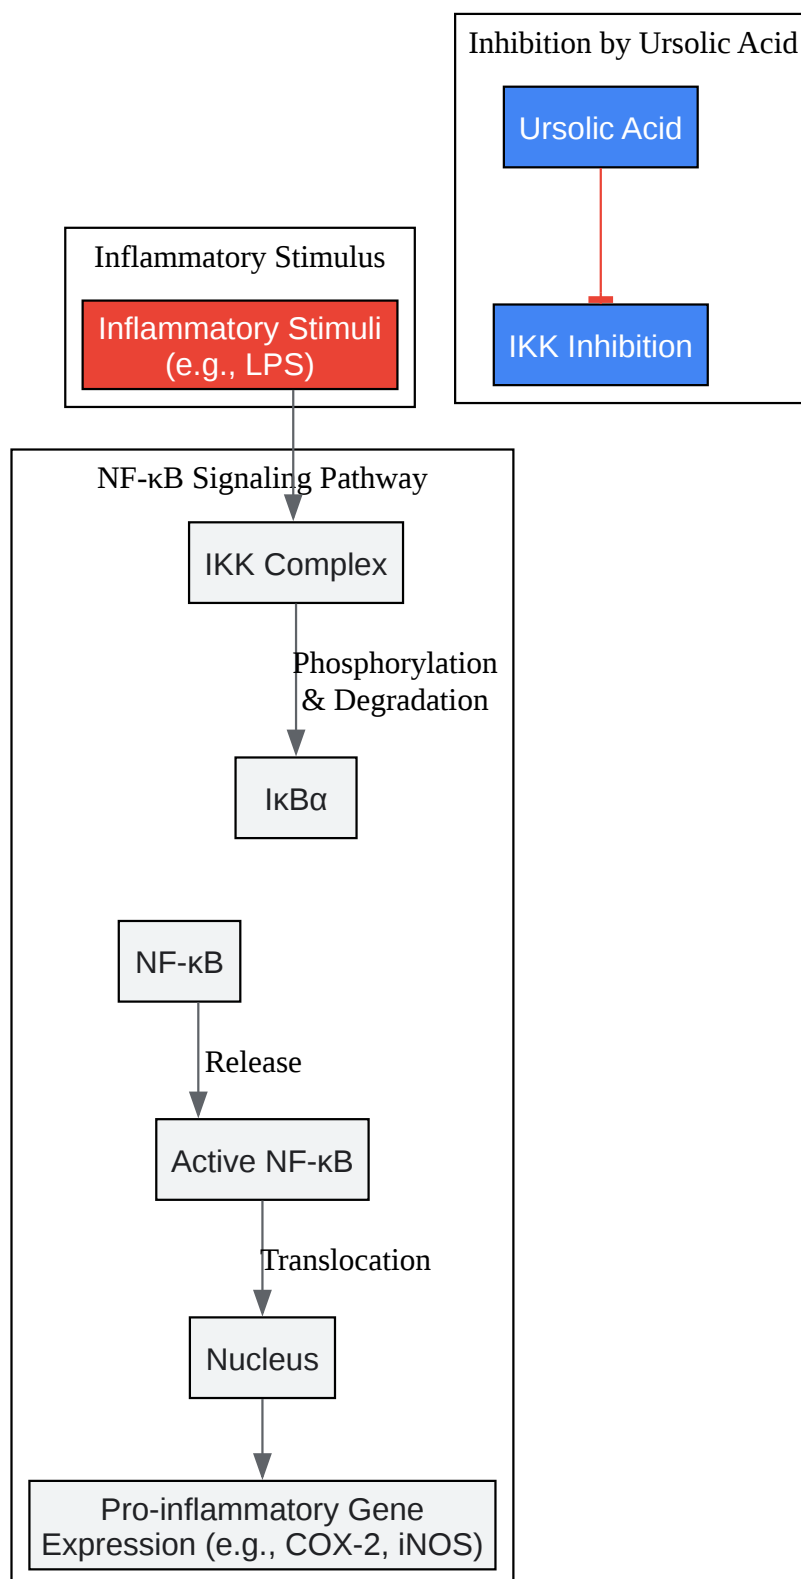 Inhibition by Ursolic Acid
Ursolic Acid
IKK Inhibition
Inflammatory Stimulus
Inflammatory Stimuli
(e.g., LPS)
NF-κB Signaling Pathway
IKK Complex
Phosphorylation
& Degradation
IκBα
NF-κB
Release
Active NF-κB
Translocation
Nucleus
Pro-inflammatory Gene
Expression (e.g., COX-2, iNOS)